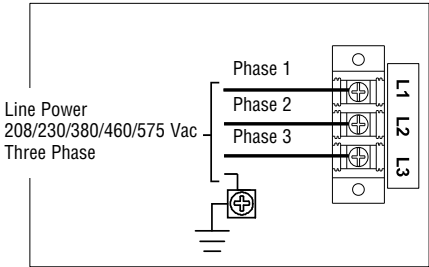 Phase 1
Phase 2
Phase 3
Line Power
208/230/380/460/575 Vac
Three Phase
L1
L2
L3